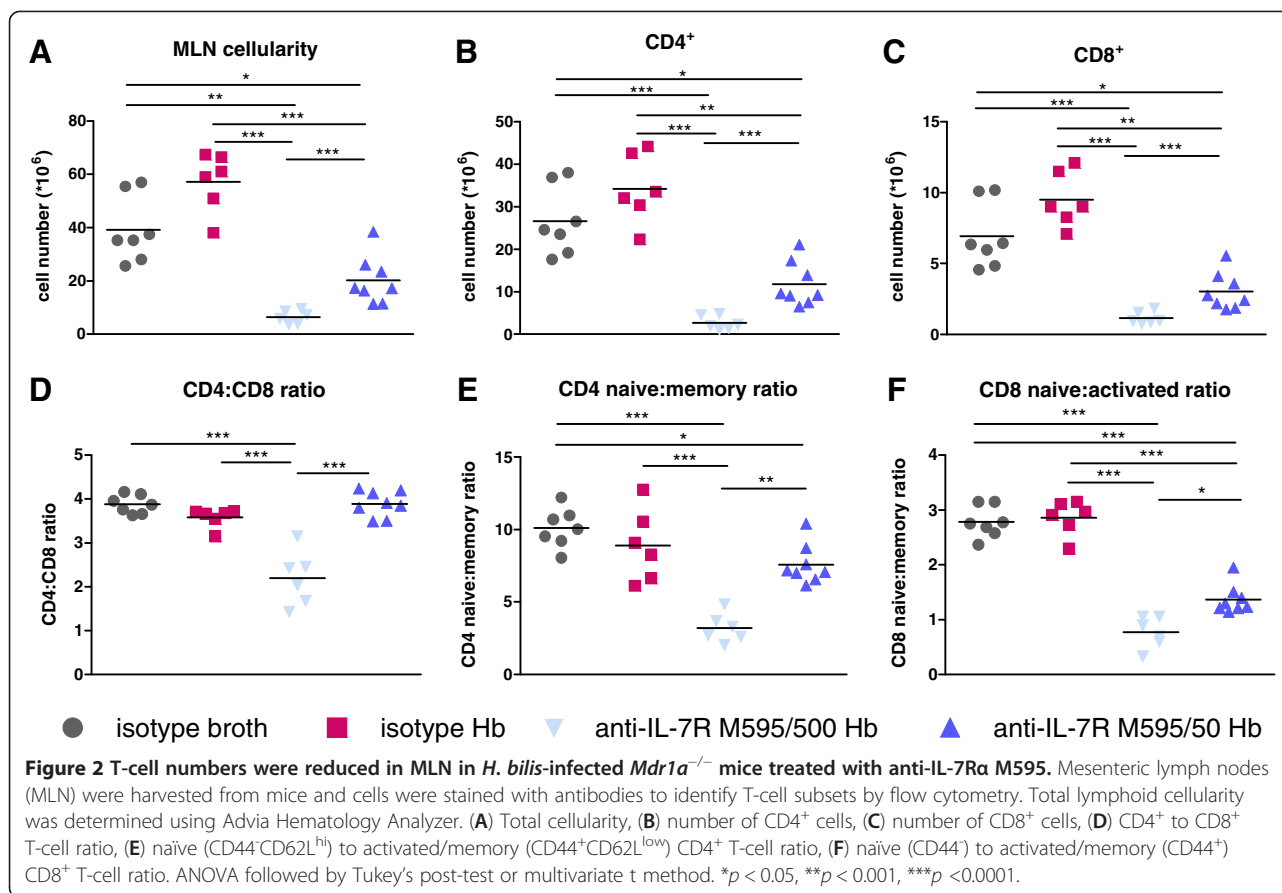 A
MLN cellularity
*
**
***
***
***
cell number (*10⁶)
80
60
40
20
0
B
CD4⁺
*
***
**
***
***
cell number (*10⁶)
50
40
30
20
10
0
C
CD8⁺
*
***
**
***
***
cell number (*10⁶)
15
10
5
0
D
CD4:CD8 ratio
***
***
***
CD4:CD8 ratio
5
4
3
2
1
0
E
CD4 naive:memory ratio
***
*
***
**
CD4 naive:memory ratio
15
10
5
0
F
CD8 naive:activated ratio
***
***
***
***
*
CD8 naive:memory ratio
4
3
2
1
0
isotype broth isotype Hb anti-IL-7R M595/500 Hb anti-IL-7R M595/50 Hb
Figure 2 T-cell numbers were reduced in MLN in H. bilis-infected Mdr1a⁻/⁻ mice treated with anti-IL-7Rα M595. Mesenteric lymph nodes
(MLN) were harvested from mice and cells were stained with antibodies to identify T-cell subsets by flow cytometry. Total lymphoid cellularity
was determined using Advia Hematology Analyzer. (A) Total cellularity, (B) number of CD4⁺ cells, (C) number of CD8⁺ cells, (D) CD4⁺ to CD8⁺
T-cell ratio, (E) naïve (CD44⁻CD62Lʰⁱ) to activated/memory (CD44⁺CD62Lˡᵒʷ) CD4⁺ T-cell ratio, (F) naïve (CD44⁻) to activated/memory (CD44⁺)
CD8⁺ T-cell ratio. ANOVA followed by Tukey's post-test or multivariate t method. *p < 0.05, **p < 0.001, ***p <0.0001.